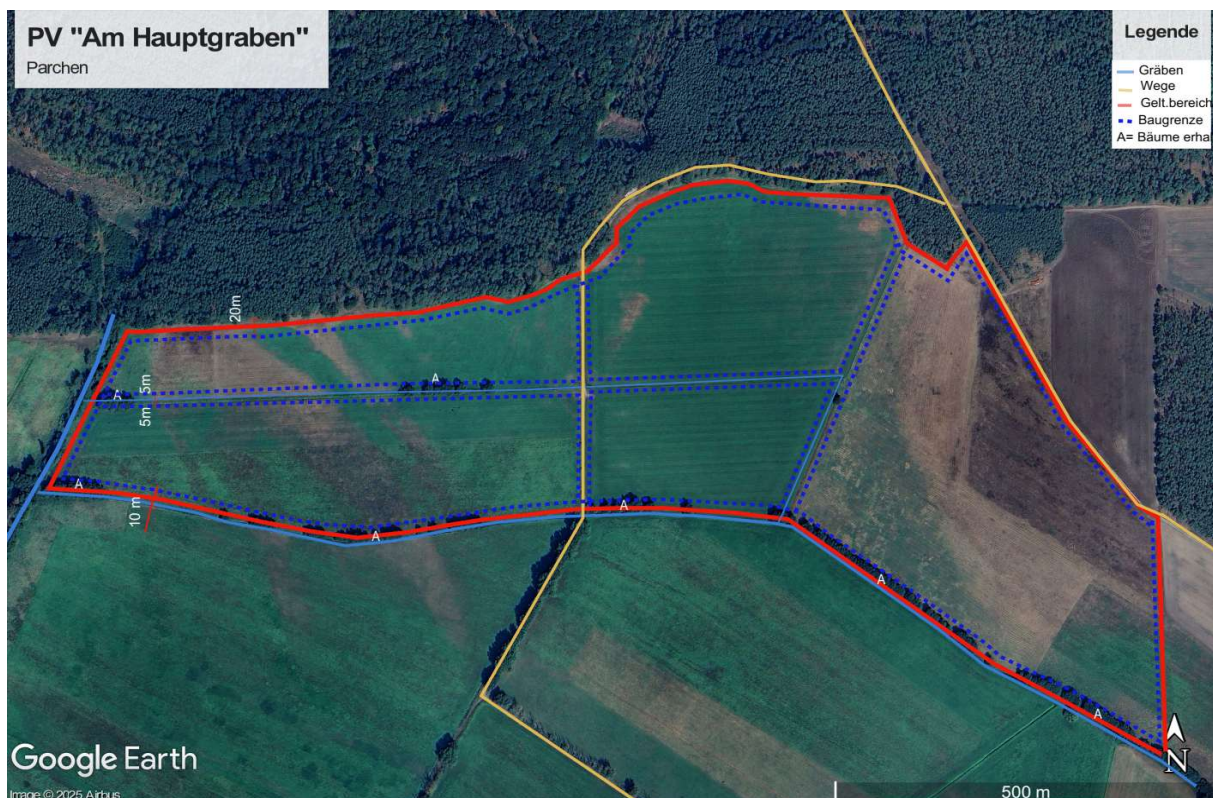 PV "Am Hauptgraben"
Parchen
Legende
Gräben
Wege
Gelt.bereich
Baugrenze
A= Bäume erhal
20m
A
5m
A
5m
A
10 m
A
A
A
A
N
Google Earth
Image © 2025 Airbus
500 m